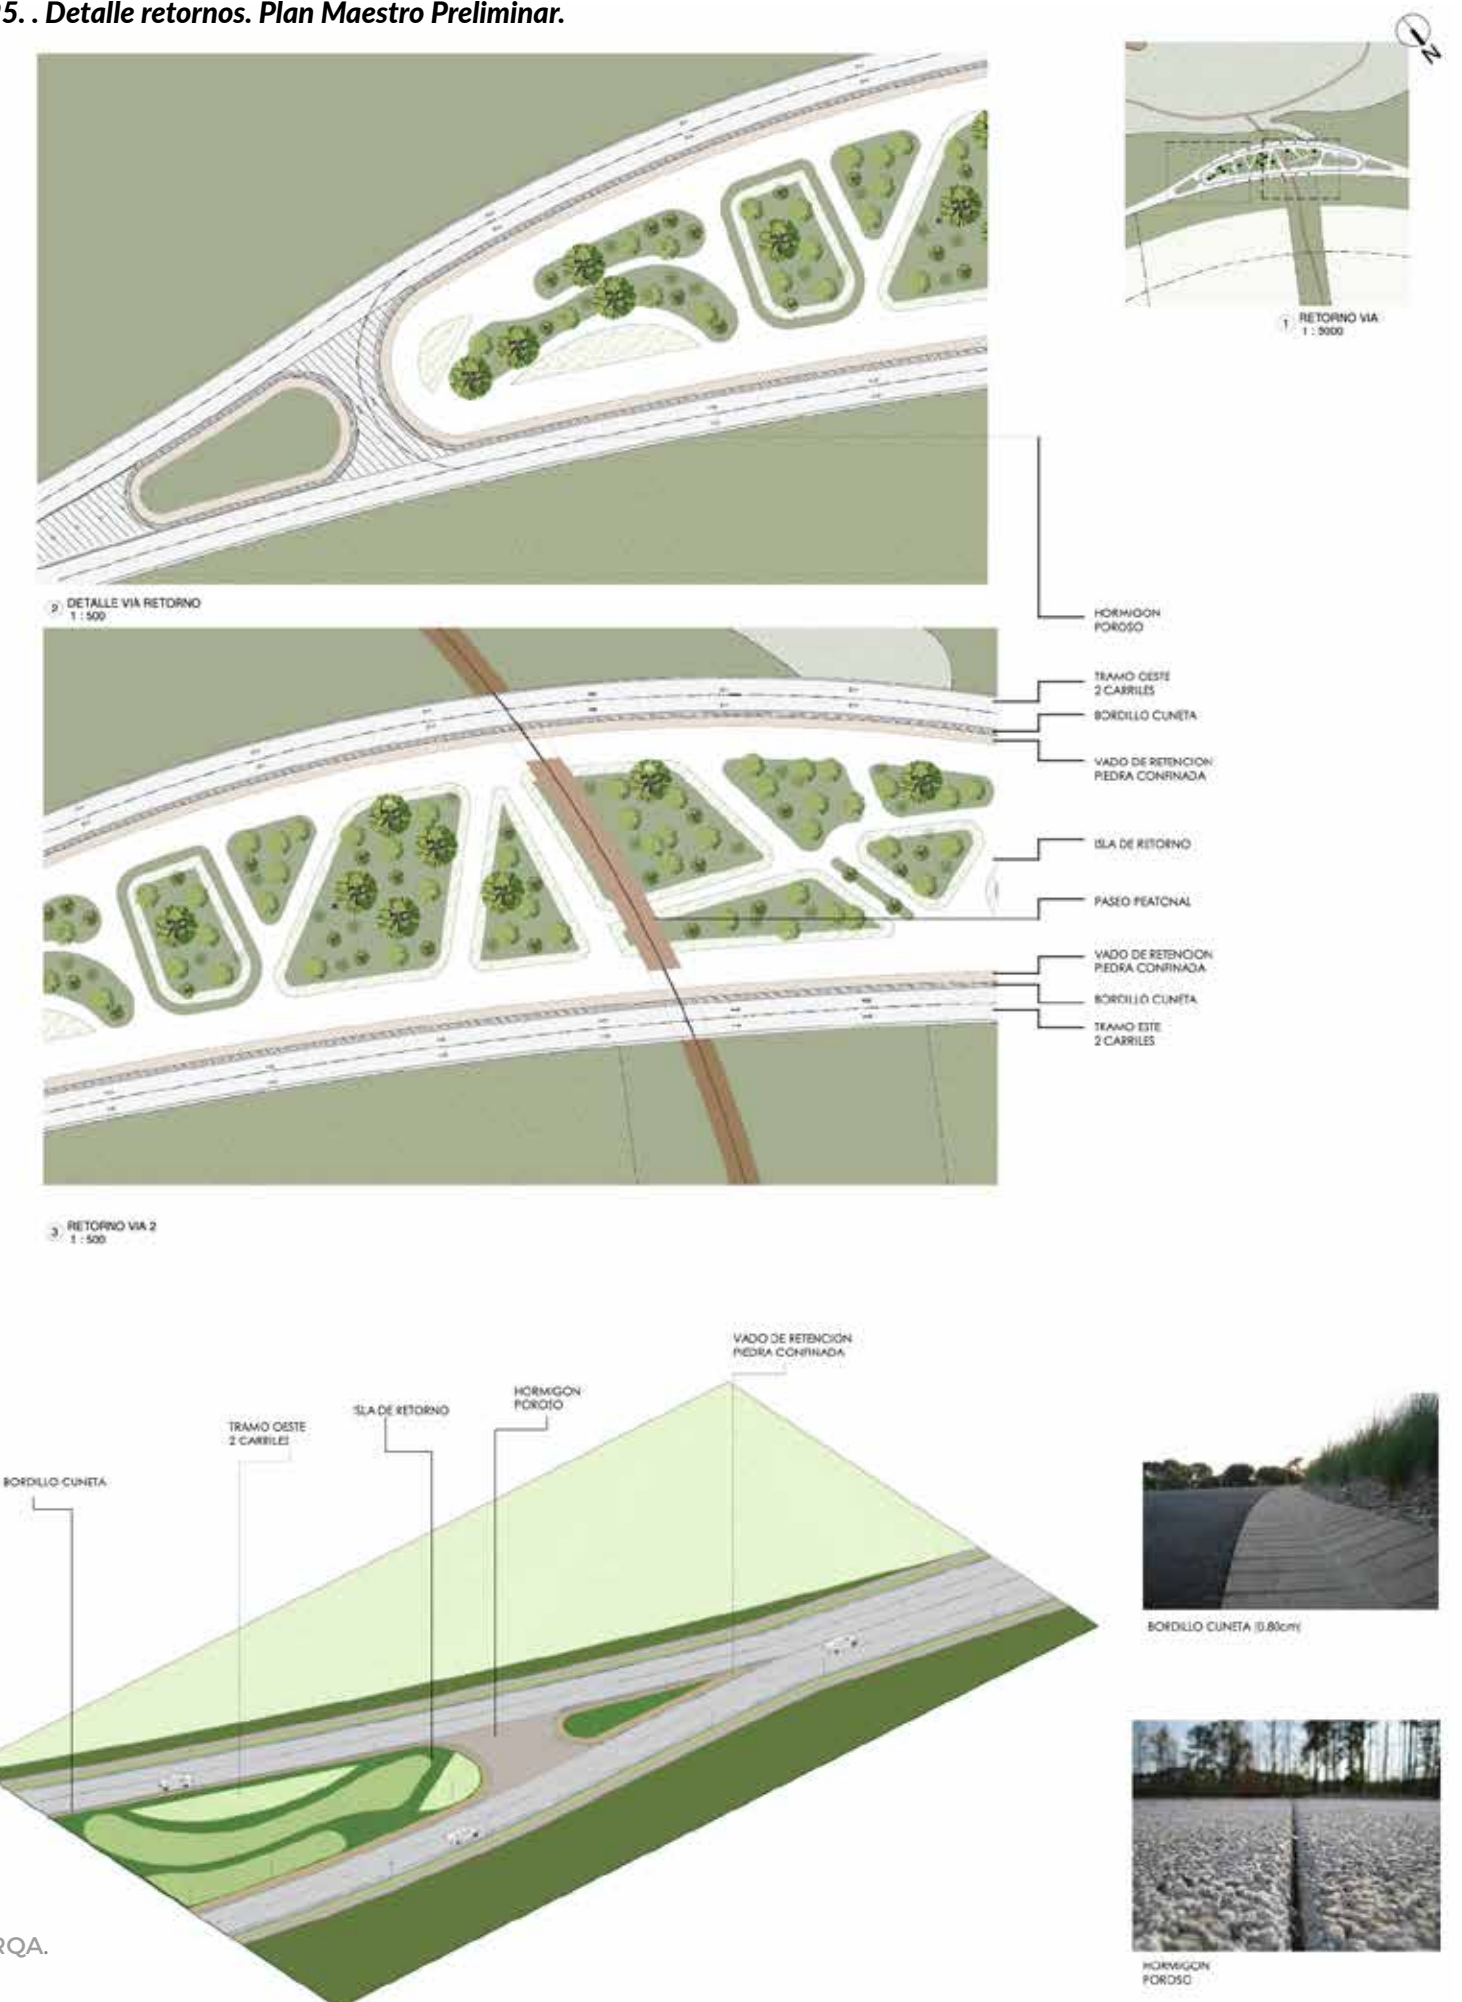 5. . Detalle retornos. Plan Maestro Preliminar.
N
1 RETORNO VIA
1 : 5000
2 DETALLE VIA RETORNO
1 : 500
HORMIGON
POROSO
TRAMO OESTE
2 CARRILES
BORDILLO CUNETA
VADO DE RETENCION
PIEDRA CONFINADA
ISLA DE RETORNO
PASEO PEATONAL
VADO DE RETENCION
PIEDRA CONFINADA
BORDILLO CUNETA
TRAMO ESTE
2 CARRILES
3 RETORNO VIA 2
1 : 500
VADO DE RETENCION
PIEDRA CONFINADA
HORMIGON
POROSO
ISLA DE RETORNO
TRAMO OESTE
2 CARRILES
BORDILLO CUNETA
BORDILLO CUNETA (0.80cm)
HORMIGON
POROSO
RQA.